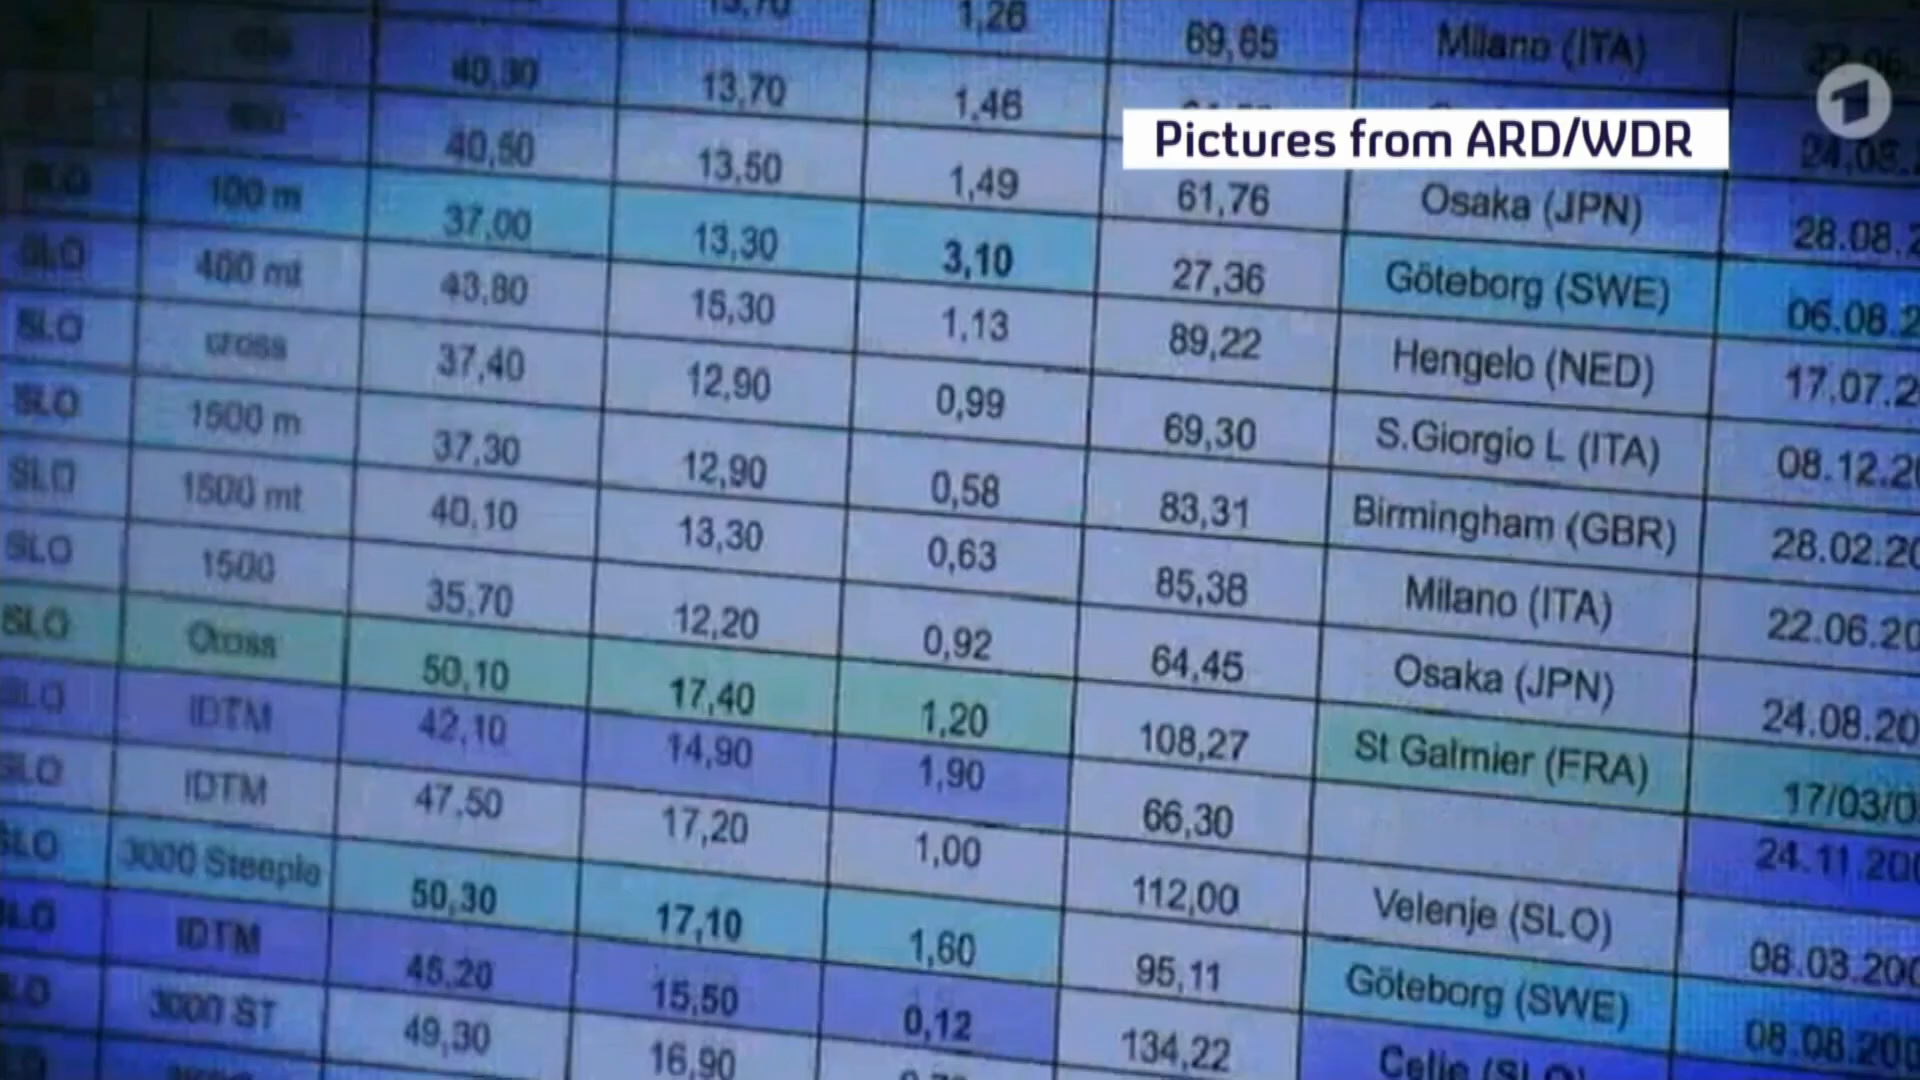 1,26 69,65 Milano (ITA)
40,30 13,70 1,46 24.08.
Pictures from ARD/WDR
40,50 13,50 1,49 61,76 Osaka (JPN) 28.08.2
SLO 100 m 37,00 13,30 3,10 27,36 Göteborg (SWE) 06.08.2
SLO 400 mt 43,80 15,30 1,13 89,22 Hengelo (NED) 17.07.2
SLO cross 37,40 12,90 0,99 69,30 S.Giorgio L (ITA) 08.12.20
SLO 1500 m 37,30 12,90 0,58 83,31 Birmingham (GBR) 28.02.20
SLO 1500 mt 40,10 13,30 0,63 85,38 Milano (ITA) 22.06.20
SLO 1500 35,70 12,20 0,92 64,45 Osaka (JPN) 24.08.20
SLO Cross 50,10 17,40 1,20 108,27 St Galmier (FRA) 17/03/0
SLO IDTM 42,10 14,90 1,90 66,30 24.11.200
SLO IDTM 47,50 17,20 1,00 112,00 Velenje (SLO) 06.03.200
SLO 3000 Steeple 50,30 17,10 1,60 95,11 Göteborg (SWE) 08.08.200
SLO IDTM 45,20 15,50 0,12 134,22 Celje (SLO)
3000 ST 49,30 16,90